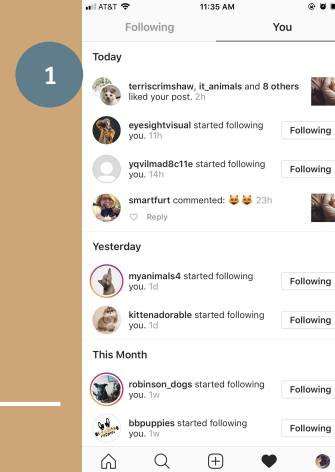 1
AT&T
11:35 AM
Following You
Today
terriscrimshaw, it_animals and 8 others
liked your post. 2h
eyesightvisual started following
you. 11h
Following
yqvilmad8c11e started following
you. 14h
Following
smartfurt commented: 😻 😻 23h
Reply
Yesterday
myanimals4 started following
you. 1d
Following
kittenadorable started following
you. 1d
Following
This Month
robinson_dogs started following
you. 1w
Following
bbpuppies started following
you. 1w
Following